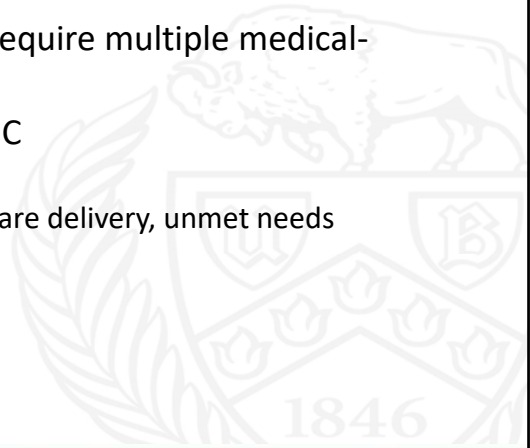 equire multiple medical-
C
are delivery, unmet needs
U B
1846